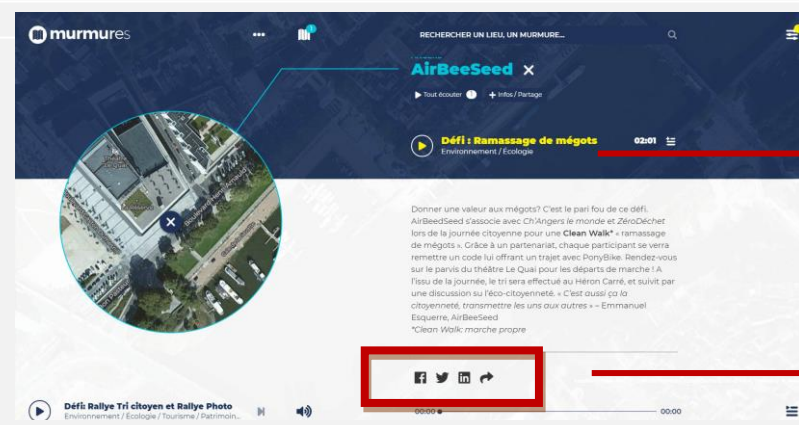 murmures
RECHERCHER UN LIEU, UN MURMURE...
AirBeeSeed
Tout écouter
+ Infos / Partage
Défi : Ramassage de mégots
02:01
Environnement / Écologie
Donner une valeur aux mégots? C'est le pari fou de ce défi.
AirBeedSeed s'associe avec Ch'Angers le monde et ZéroDéchet
lors de la journée citoyenne pour une Clean Walk* « ramassage
de mégots ». Grâce à un partenariat, chaque participant se verra
remettre un code lui offrant un trajet avec PonyBike. Rendez-vous
sur le parvis du théâtre Le Quai pour les départs de marche ! A
l'issu de la journée, le tri sera effectué au Héron Carré, et suivit par
une discussion su l'éco-citoyenneté. « C'est aussi ça la
citoyenneté, transmettre les uns aux autres » – Emmanuel
Esquerre, AirBeeSeed
*Clean Walk: marche propre
Défi: Rallye Tri citoyen et Rallye Photo
Environnement / Écologie / Tourisme / Patrimoin...
00:00
00:00